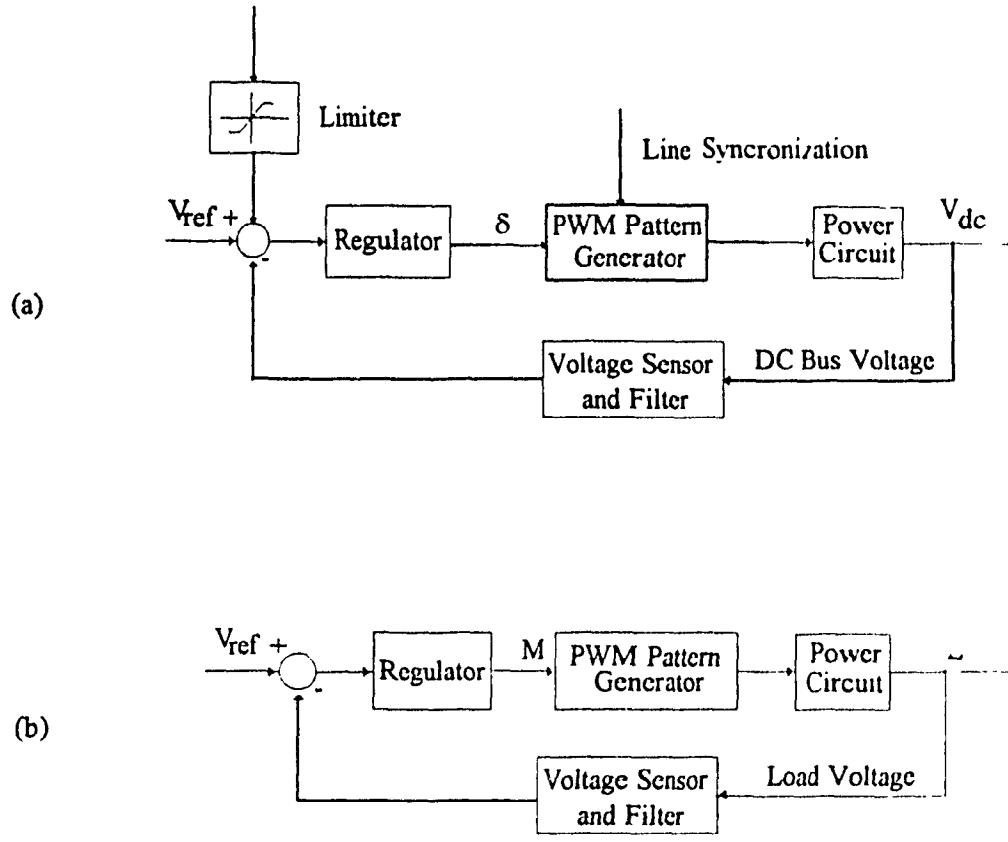 Limiter
Line Syncronization
Vref +
-
Regulator
δ
PWM Pattern
Generator
Power
Circuit
Vdc
(a)
Voltage Sensor
and Filter
DC Bus Voltage
Vref +
-
Regulator
M
PWM Pattern
Generator
Power
Circuit
(b)
Voltage Sensor
and Filter
Load Voltage